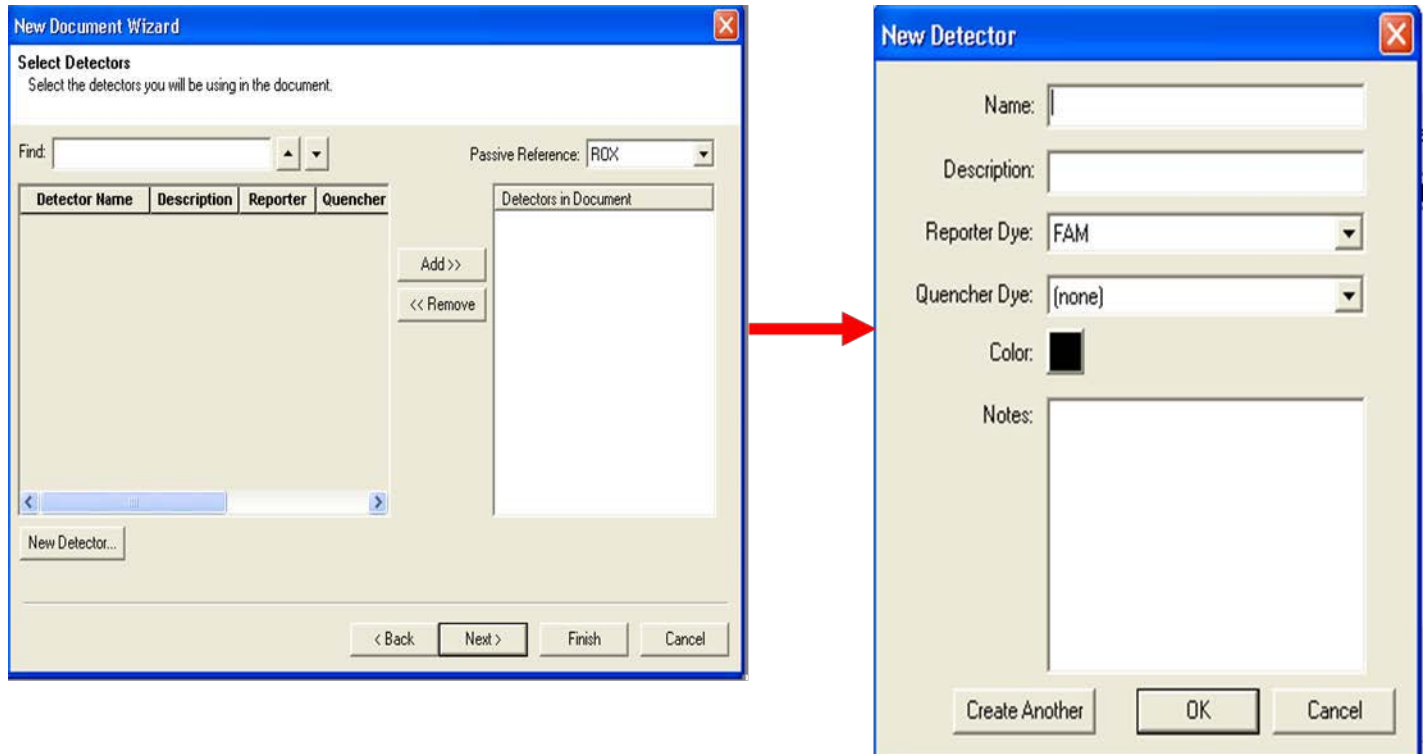 New Document Wizard
Select Detectors
Select the detectors you will be using in the document.
Find:
Passive Reference: ROX
Detector Name Description Reporter Quencher
Detectors in Document
Add >>
<< Remove
New Detector...
< Back Next > Finish Cancel
New Detector
Name:
Description:
Reporter Dye: FAM
Quencher Dye: (none)
Color:
Notes:
Create Another OK Cancel